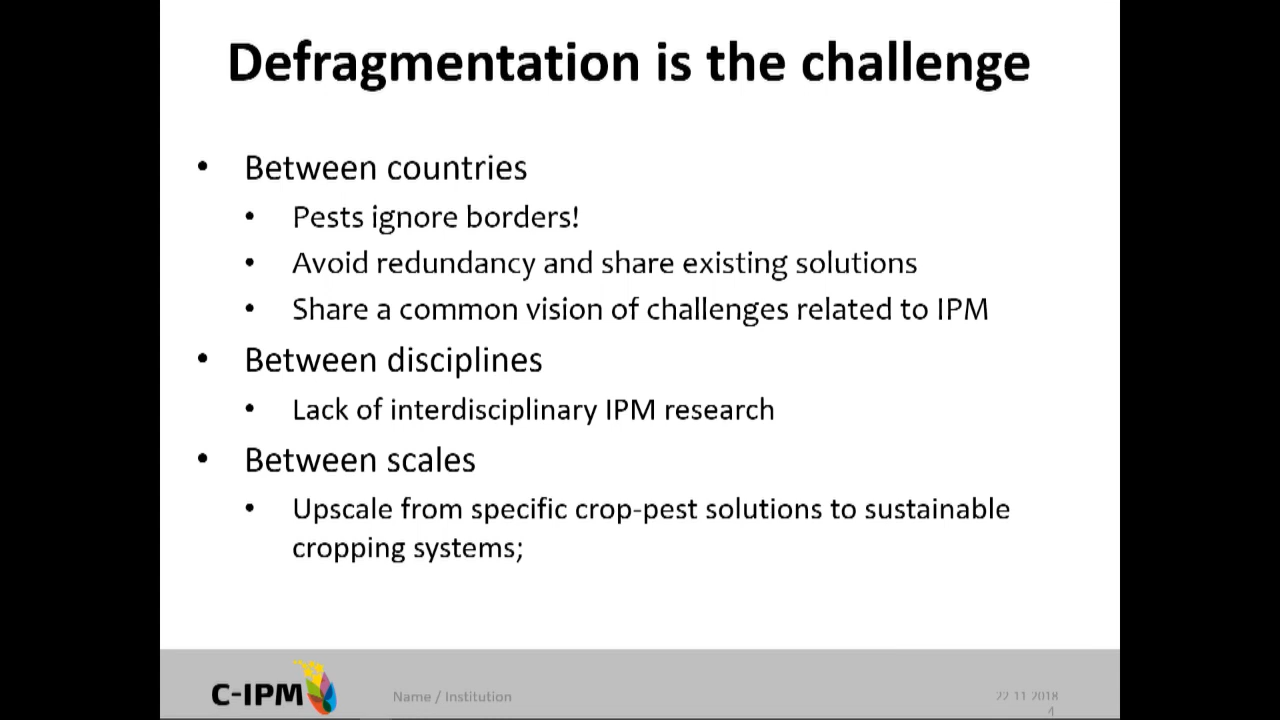 Defragmentation is the challenge
• Between countries
• Pests ignore borders!
• Avoid redundancy and share existing solutions
• Share a common vision of challenges related to IPM
• Between disciplines
• Lack of interdisciplinary IPM research
• Between scales
• Upscale from specific crop-pest solutions to sustainable
cropping systems;
C-IPM
Name / Institution
22 11 2018
4